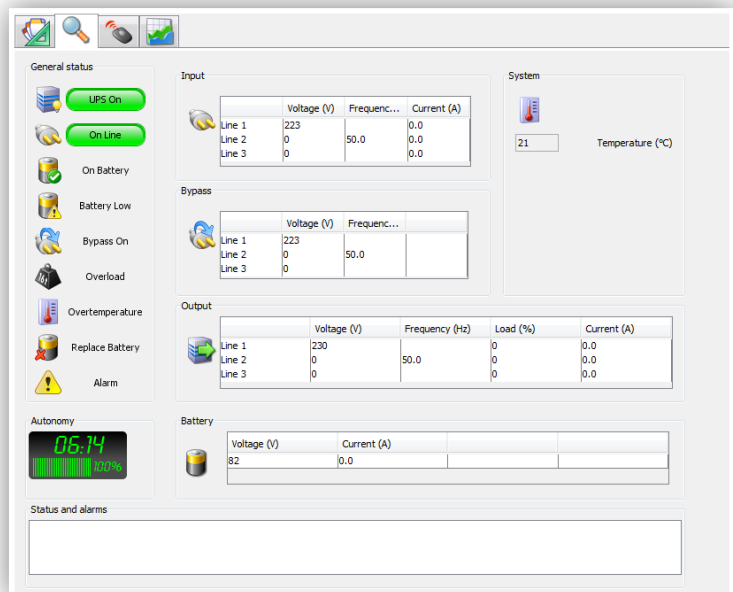 General status
UPS On
On Line
On Battery
Battery Low
Bypass On
16t
Overload
Overtemperature
Replace Battery
Alarm
Input
Voltage (V) Frequenc... Current (A)
Line 1 223 0.0
Line 2 0 50.0 0.0
Line 3 0 0.0
System
21 Temperature (ºC)
Bypass
Voltage (V) Frequenc...
Line 1 223
Line 2 0 50.0
Line 3 0
Output
Voltage (V) Frequency (Hz) Load (%) Current (A)
Line 1 230 0 0.0
Line 2 0 50.0 0 0.0
Line 3 0 0 0.0
Autonomy
06:14
100%
Battery
Voltage (V) Current (A)
82 0.0
Status and alarms